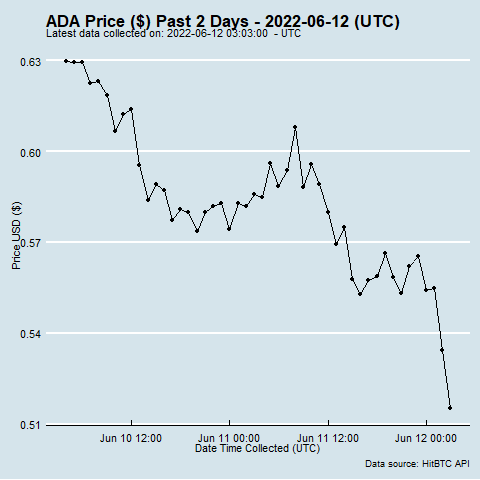 ADA Price ($) Past 2 Days - 2022-06-12 (UTC)
Latest data collected on: 2022-06-12 03:03:00  - UTC
Price USD ($)
0.63
0.60
0.57
0.54
0.51
Jun 10 12:00 Jun 11 00:00 Jun 11 12:00 Jun 12 00:00
Date Time Collected (UTC)
Data source: HitBTC API